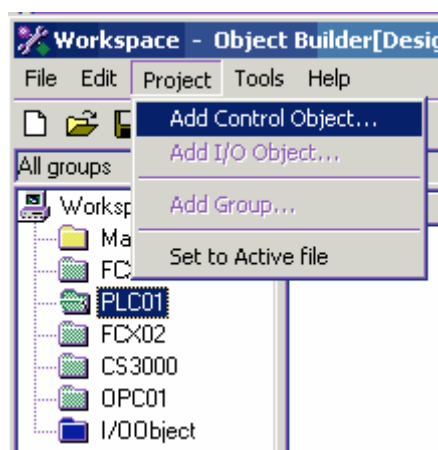 Workspace - Object Builder[Desig
File Edit Project Tools Help
Add Control Object...
All groups
Add I/O Object...
Worksp
Add Group...
Ma
Set to Active file
FC
PLC01
FCX02
CS3000
OPC01
I/OObject